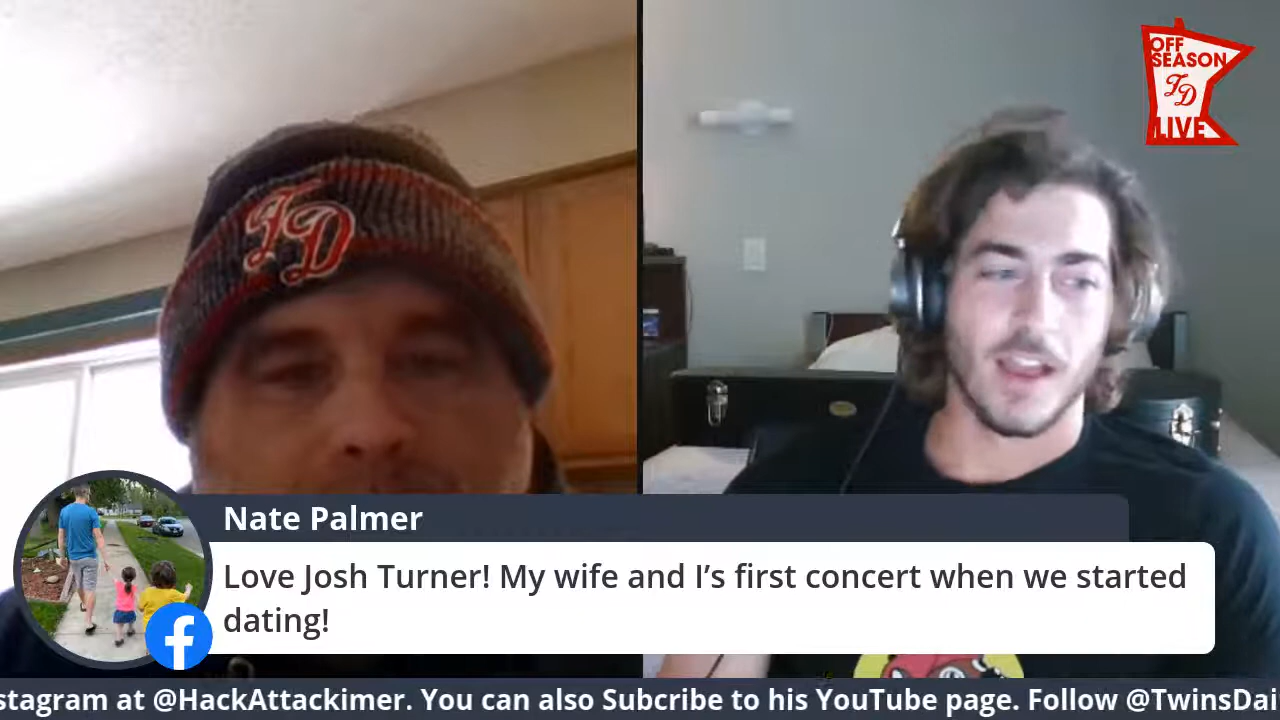 OFF
SEASON
TD
LIVE
TD
Nate Palmer
Love Josh Turner! My wife and I’s first concert when we started
dating!
stagram at @HackAttackimer. You can also Subcribe to his YouTube page. Follow @TwinsDai